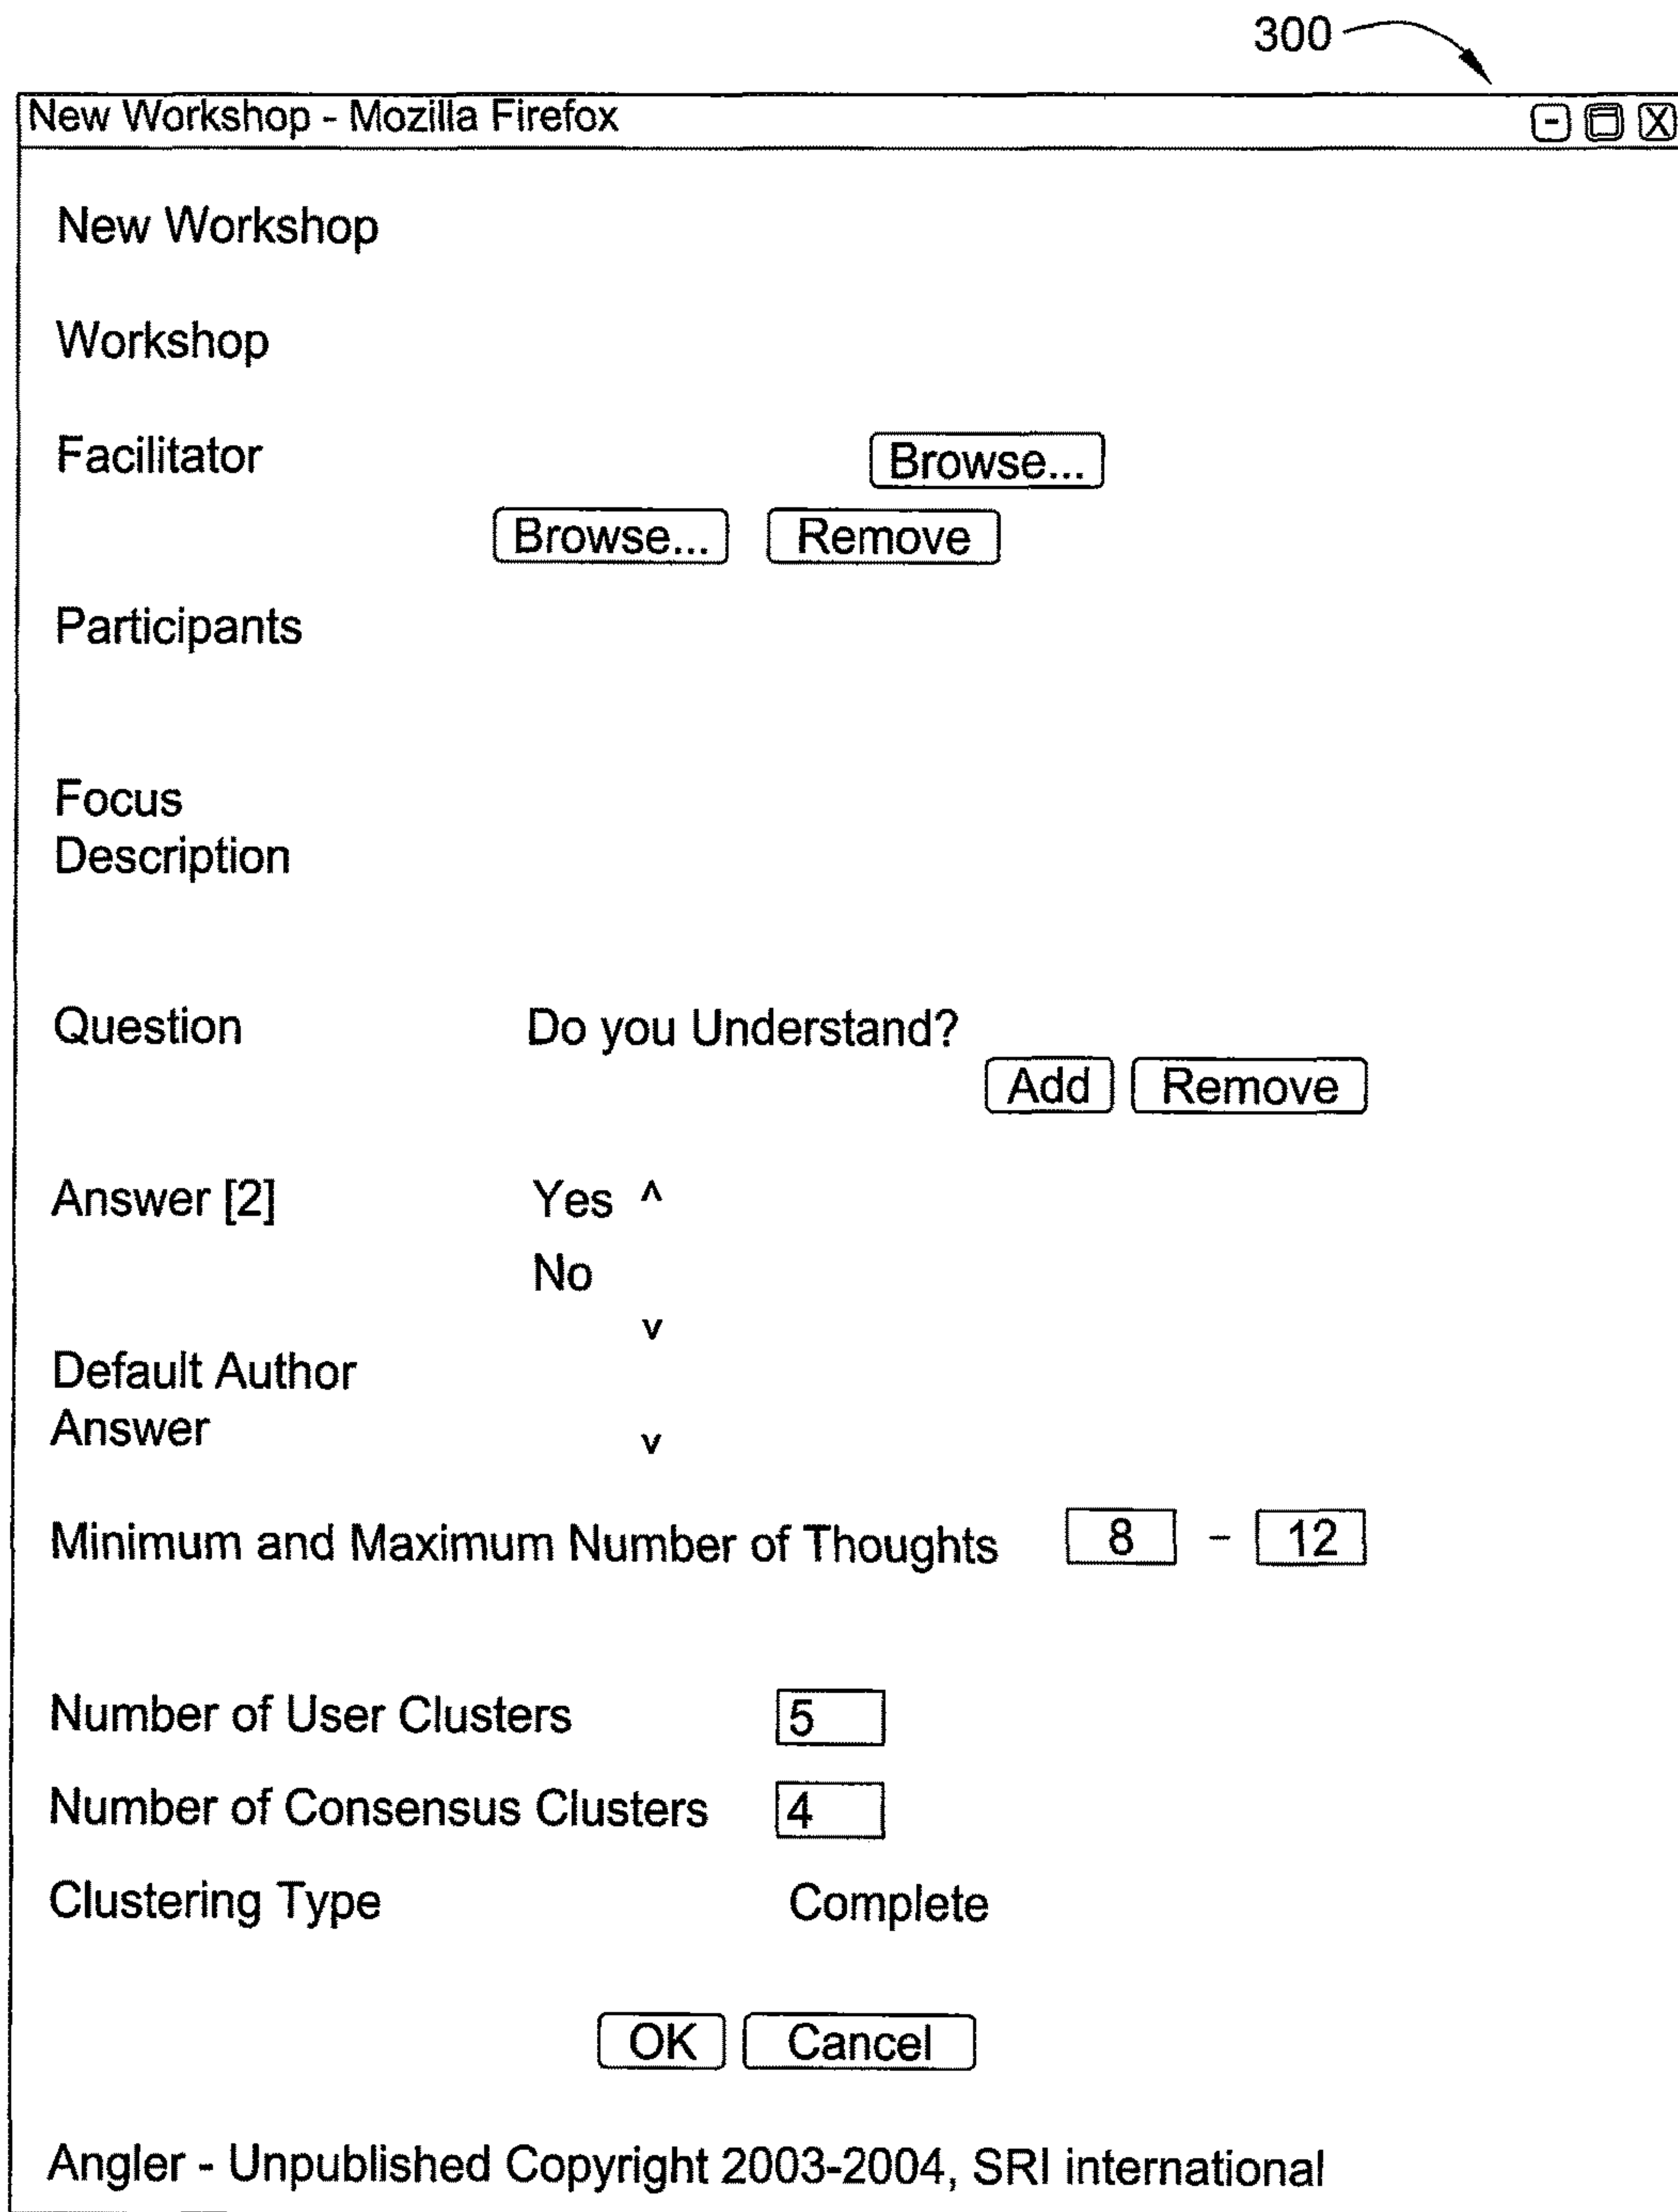 300
New Workshop - Mozilla Firefox - X
New Workshop
Workshop
Facilitator Browse...
Browse... Remove
Participants
Focus
Description
Question Do you Understand?
Add Remove
Answer [2] Yes ^
No
v
Default Author
Answer v
Minimum and Maximum Number of Thoughts 8 - 12
Number of User Clusters 5
Number of Consensus Clusters 4
Clustering Type Complete
OK Cancel
Angler - Unpublished Copyright 2003-2004, SRI international